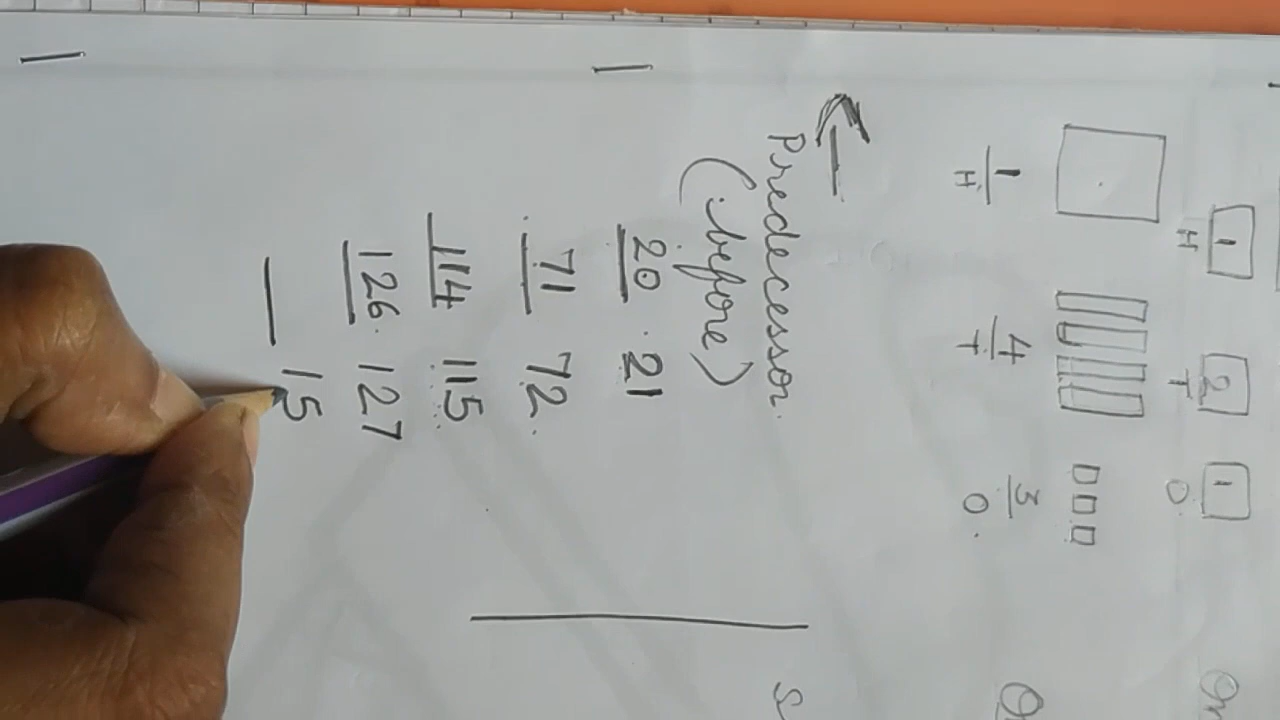 1 2 1
H T O
1 4 3
H T O
Predecessor.
(before)
20 21
71 72
114 115
126 127
15